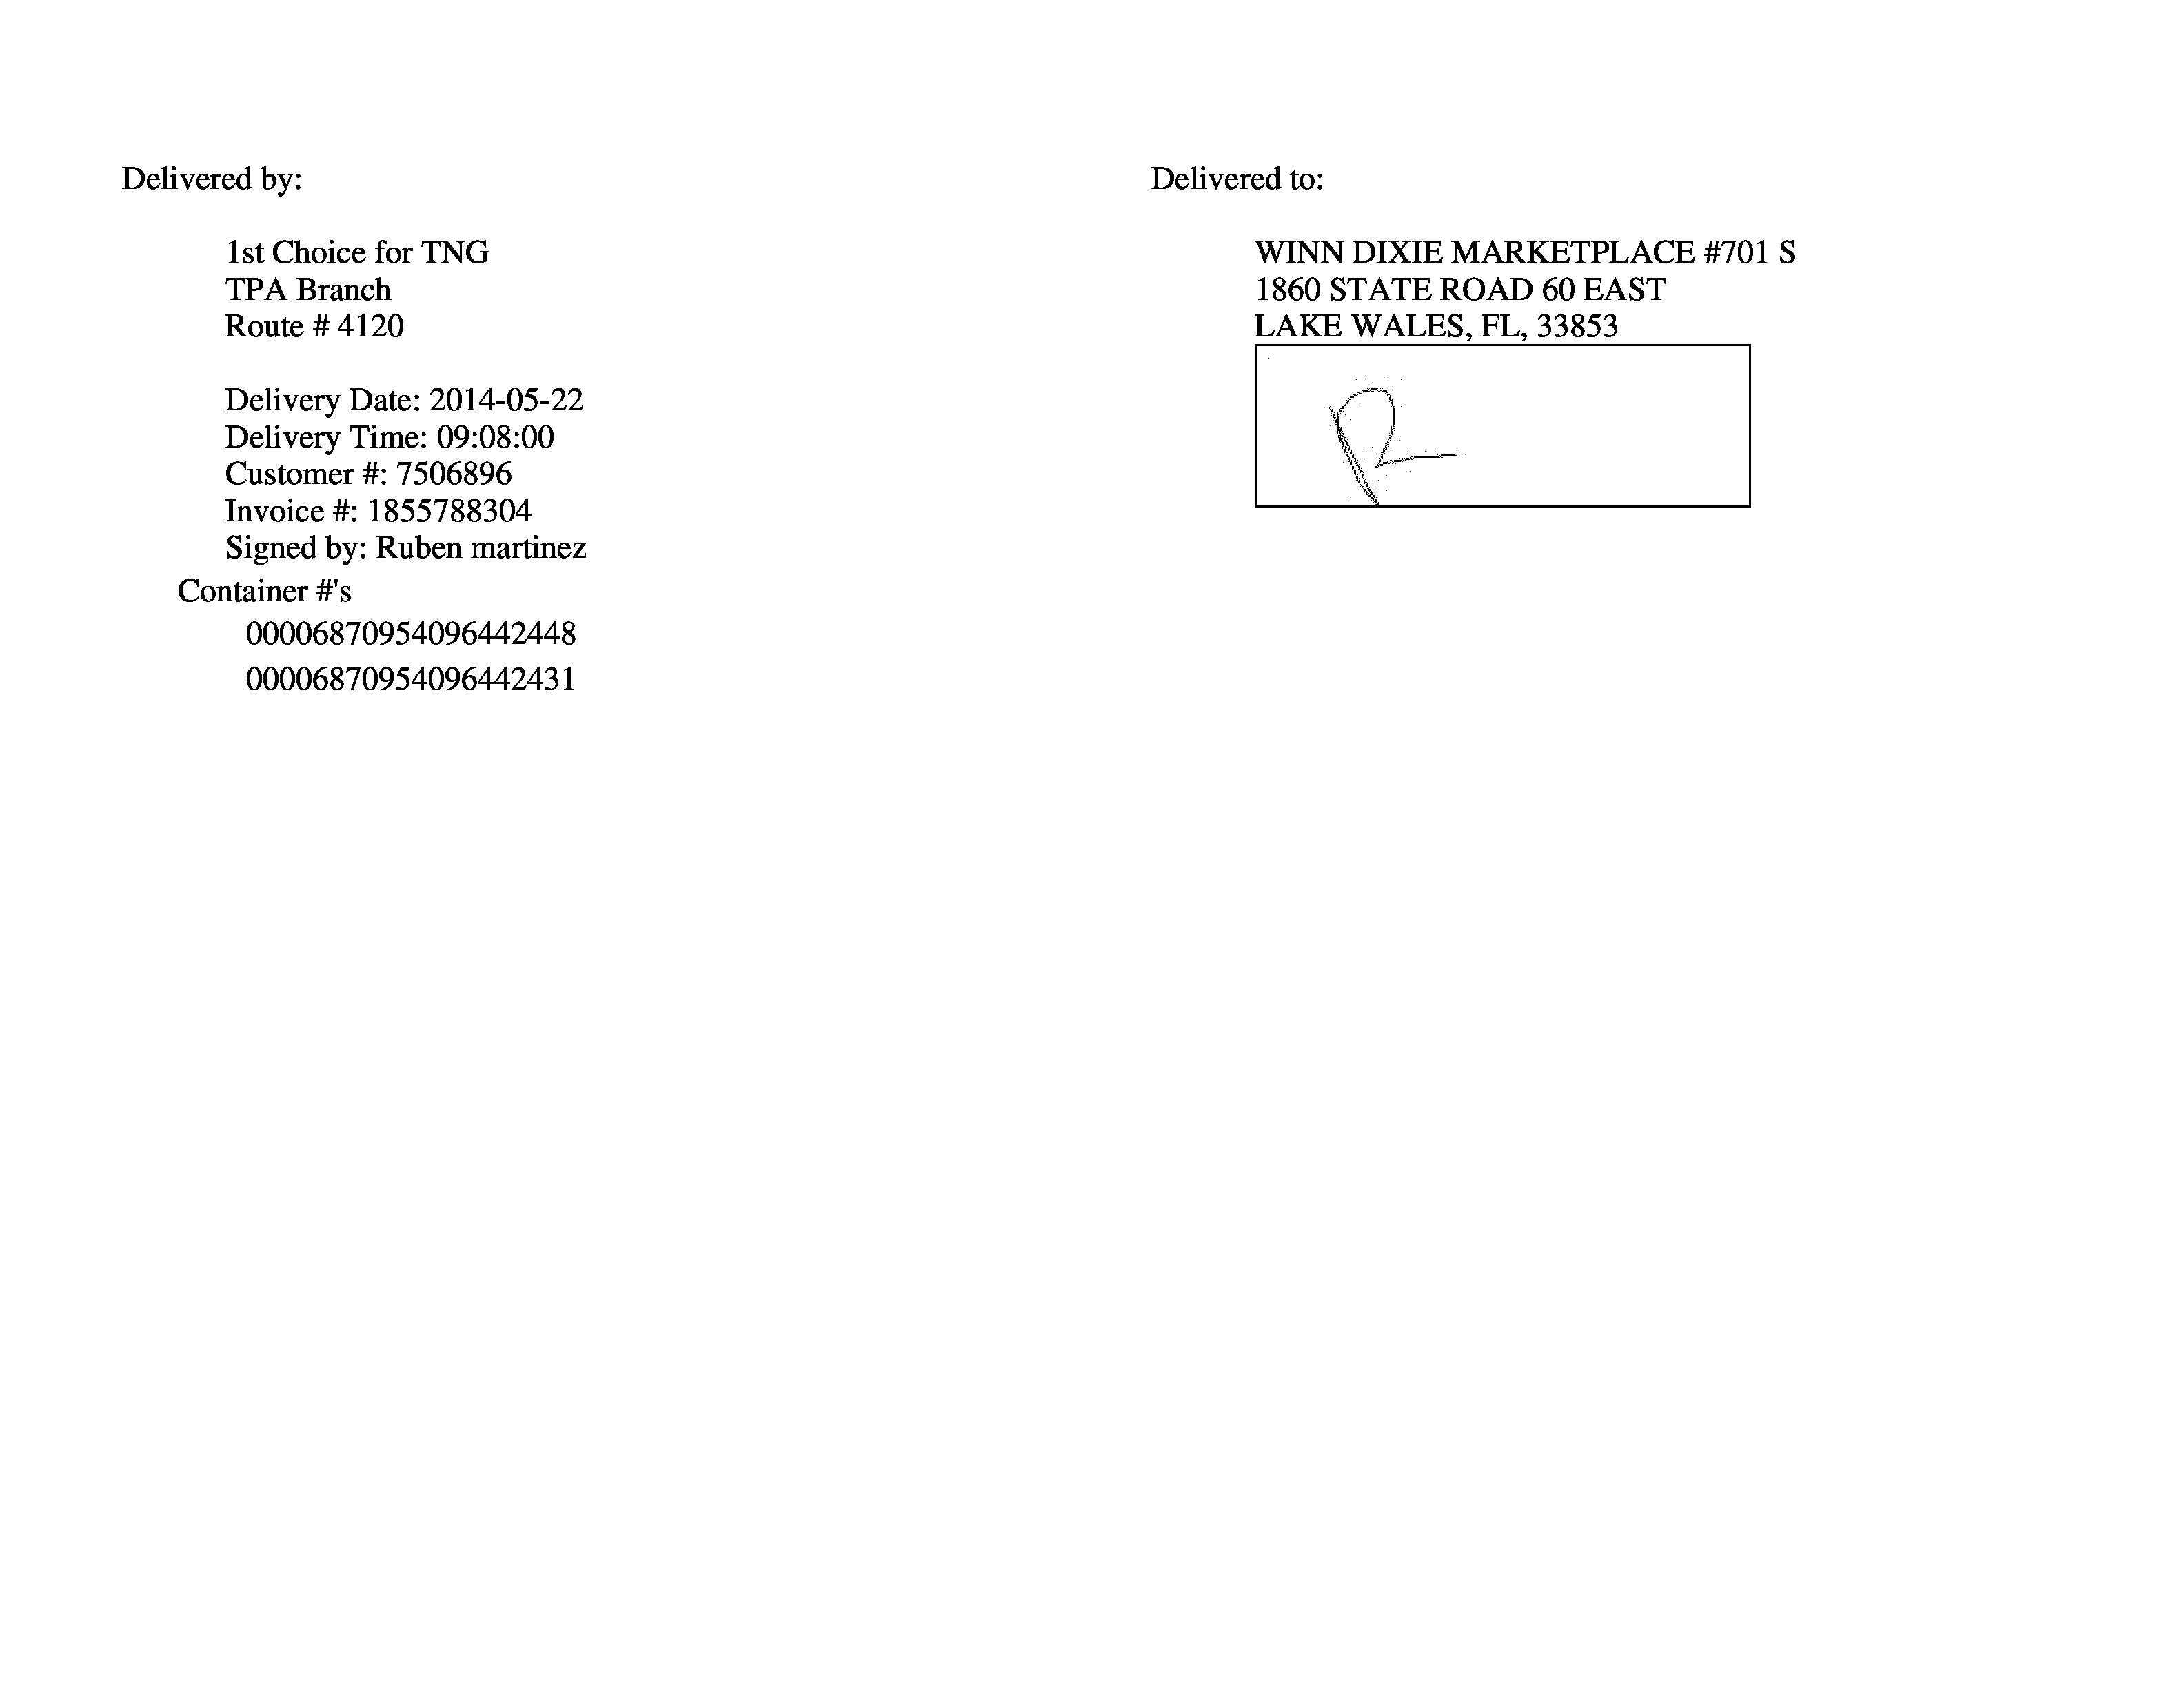 Delivered by:
1st Choice for TNG
TPA Branch
Route # 4120
Delivery Date: 2014-05-22
Delivery Time: 09:08:00
Customer #: 7506896
Invoice #: 1855788304
Signed by: Ruben martinez
Container #'s
00006870954096442448
00006870954096442431
Delivered to:
WINN DIXIE MARKETPLACE #701 S
1860 STATE ROAD 60 EAST
LAKE WALES, FL, 33853